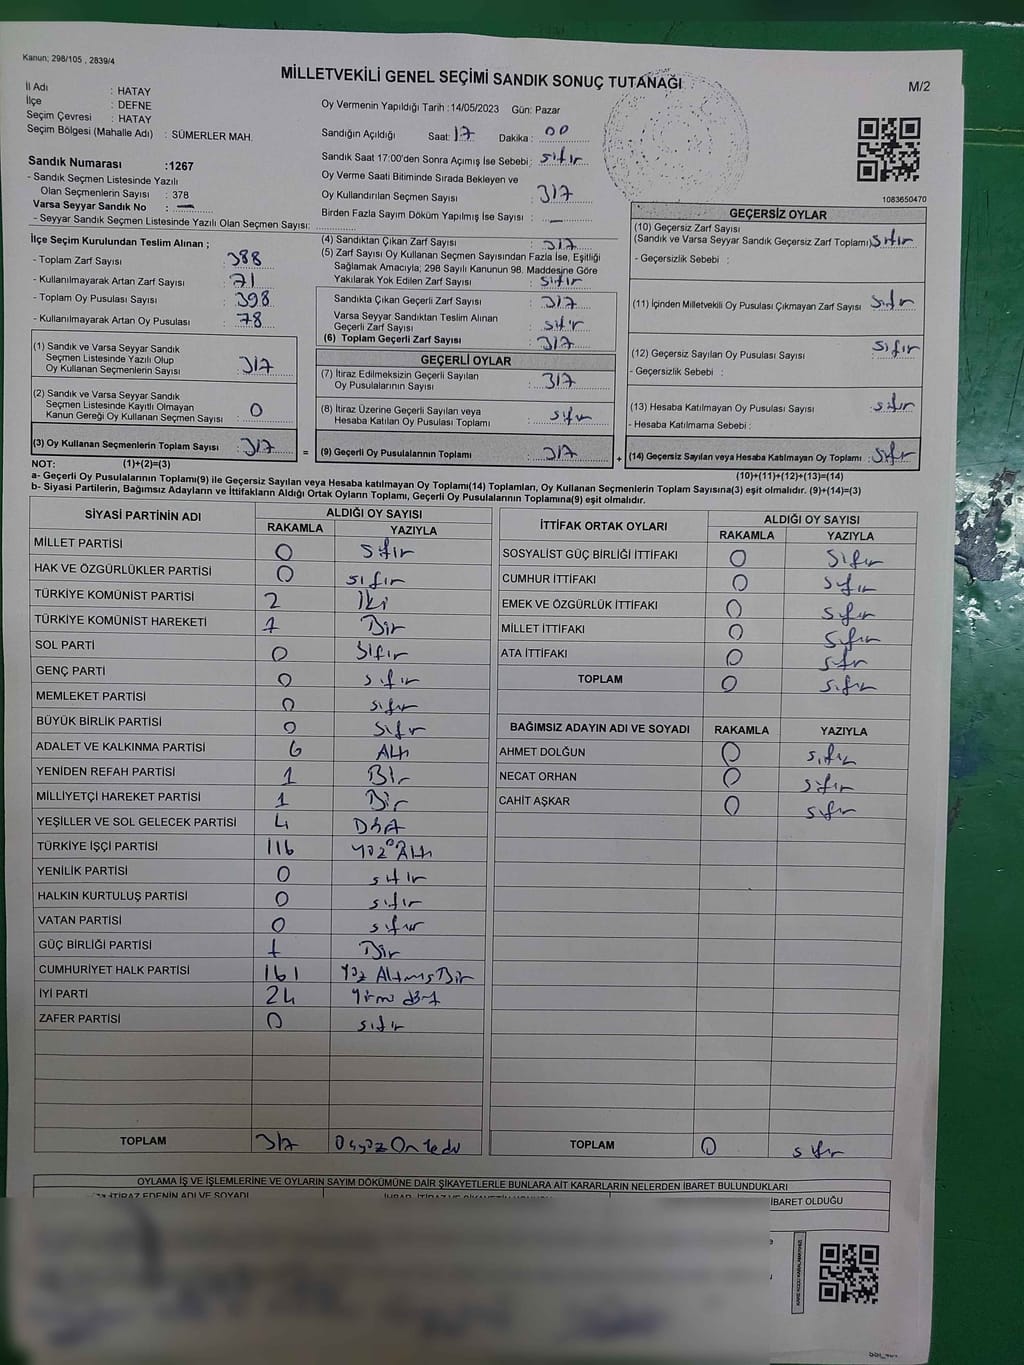 Kanun, 298/105 , 2839/4
MİLLETVEKİLİ GENEL SEÇİMİ SANDIK SONUÇ TUTANAĞI
M/2
İl Adı : HATAY
İlçe : DEFNE
Seçim Çevresi : HATAY
Seçim Bölgesi (Mahalle Adı) : SÜMERLER MAH.
Sandık Numarası :1267
- Sandık Seçmen Listesinde Yazılı
Olan Seçmenlerin Sayısı : 378
Varsa Seyyar Sandık No : —
- Seyyar Sandık Seçmen Listesinde Yazılı Olan Seçmen Sayısı:
Oy Vermenin Yapıldığı Tarih :14/05/2023 Gün: Pazar
Sandığın Açıldığı Saat: 17 Dakika : 00
Sandık Saat 17:00'den Sonra Açımış İse Sebebi : sıfır
Oy Verme Saati Bitiminde Sırada Bekleyen ve
Oy Kullandırılan Seçmen Sayısı : 317
Birden Fazla Sayım Döküm Yapılmış İse Sayısı : —
1083650470
İlçe Seçim Kurulundan Teslim Alınan ;
- Toplam Zarf Sayısı : 388
- Kullanılmayarak Artan Zarf Sayısı : 71
- Toplam Oy Pusulası Sayısı : 398
- Kullanılmayarak Artan Oy Pusulası : 78
(1) Sandık ve Varsa Seyyar Sandık
Seçmen Listesinde Yazılı Olup
Oy Kullanan Seçmenlerin Sayısı : 317
(2) Sandık ve Varsa Seyyar Sandık
Seçmen Listesinde Kayıtlı Olmayan
Kanun Gereği Oy Kullanan Seçmen Sayısı : 0
(3) Oy Kullanan Seçmenlerin Toplam Sayısı : 317 =
(4) Sandıktan Çıkan Zarf Sayısı : 317
(5) Zarf Sayısı Oy Kullanan Seçmen Sayısından Fazla İse, Eşitliği
Sağlamak Amacıyla; 298 Sayılı Kanunun 98. Maddesine Göre
Yakılarak Yok Edilen Zarf Sayısı : sıfır
Sandıkta Çıkan Geçerli Zarf Sayısı : 317
Varsa Seyyar Sandıktan Teslim Alınan
Geçerli Zarf Sayısı : sıfır
(6) Toplam Geçerli Zarf Sayısı : 317
GEÇERLİ OYLAR
(7) İtiraz Edilmeksizin Geçerli Sayılan
Oy Pusulalarının Sayısı : 317
(8) İtiraz Üzerine Geçerli Sayılan veya
Hesaba Katılan Oy Pusulası Toplamı : sıfır
(9) Geçerli Oy Pusulalarının Toplamı : 317 +
GEÇERSİZ OYLAR
(10) Geçersiz Zarf Sayısı
(Sandık ve Varsa Seyyar Sandık Geçersiz Zarf Toplamı) : sıfır
- Geçersizlik Sebebi :
(11) İçinden Milletvekili Oy Pusulası Çıkmayan Zarf Sayısı : sıfır
(12) Geçersiz Sayılan Oy Pusulası Sayısı : sıfır
- Geçersizlik Sebebi :
(13) Hesaba Katılmayan Oy Pusulası Sayısı : sıfır
- Hesaba Katılmama Sebebi :
(14) Geçersiz Sayılan veya Hesaba Katılmayan Oy Toplamı : sıfır
NOT: (1)+(2)=(3)
(10)+(11)+(12)+(13)=(14)
a- Geçerli Oy Pusulalarının Toplamı(9) ile Geçersiz Sayılan veya Hesaba katılmayan Oy Toplamı(14) Toplamları, Oy Kullanan Seçmenlerin Toplam Sayısına(3) eşit olmalıdır. (9)+(14)=(3)
b- Siyasi Partilerin, Bağımsız Adayların ve İttifakların Aldığı Ortak Oyların Toplamı, Geçerli Oy Pusulalarının Toplamına(9) eşit olmalıdır.
SİYASİ PARTİNİN ADI ALDIĞI OY SAYISI
RAKAMLA YAZIYLA
MİLLET PARTİSİ 0 sıfır
HAK VE ÖZGÜRLÜKLER PARTİSİ 0 sıfır
TÜRKİYE KOMÜNİST PARTİSİ 2 İki
TÜRKİYE KOMÜNİST HAREKETİ 1 Bir
SOL PARTİ 0 Sıfır
GENÇ PARTİ 0 sıfır
MEMLEKET PARTİSİ 0 sıfır
BÜYÜK BİRLİK PARTİSİ 0 sıfır
ADALET VE KALKINMA PARTİSİ 6 Altı
YENİDEN REFAH PARTİSİ 1 Bir
MİLLİYETÇİ HAREKET PARTİSİ 1 Bir
YEŞİLLER VE SOL GELECEK PARTİSİ 4 Dört
TÜRKİYE İŞÇİ PARTİSİ 116
YENİLİK PARTİSİ 0 sıfır
HALKIN KURTULUŞ PARTİSİ 0 sıfır
VATAN PARTİSİ 0 sıfır
GÜÇ BİRLİĞİ PARTİSİ 1 Bir
CUMHURİYET HALK PARTİSİ 161 Yüz Altmış Bir
İYİ PARTİ 24 Yirmi dört
ZAFER PARTİSİ 0 sıfır
TOPLAM 317 Üçyüz On Yedi
İTTİFAK ORTAK OYLARI ALDIĞI OY SAYISI
RAKAMLA YAZIYLA
SOSYALİST GÜÇ BİRLİĞİ İTTİFAKI 0 Sıfır
CUMHUR İTTİFAKI 0 sıfır
EMEK VE ÖZGÜRLÜK İTTİFAKI 0 sıfır
MİLLET İTTİFAKI 0 sıfır
ATA İTTİFAKI 0 sıfır
TOPLAM 0 sıfır
BAĞIMSIZ ADAYIN ADI VE SOYADI RAKAMLA YAZIYLA
AHMET DOLĞUN 0 sıfır
NECAT ORHAN 0 sıfır
CAHİT AŞKAR 0 sıfır
TOPLAM 0 sıfır
OYLAMA İŞ VE İŞLEMLERİNE VE OYLARIN SAYIM DÖKÜMÜNE DAİR ŞİKAYETLERLE BUNLARA AİT KARARLARIN NELERDEN İBARET BULUNDUKLARI
İTİRAZ EDENİN ADI VE SOYADI
İBARET OLDUĞU